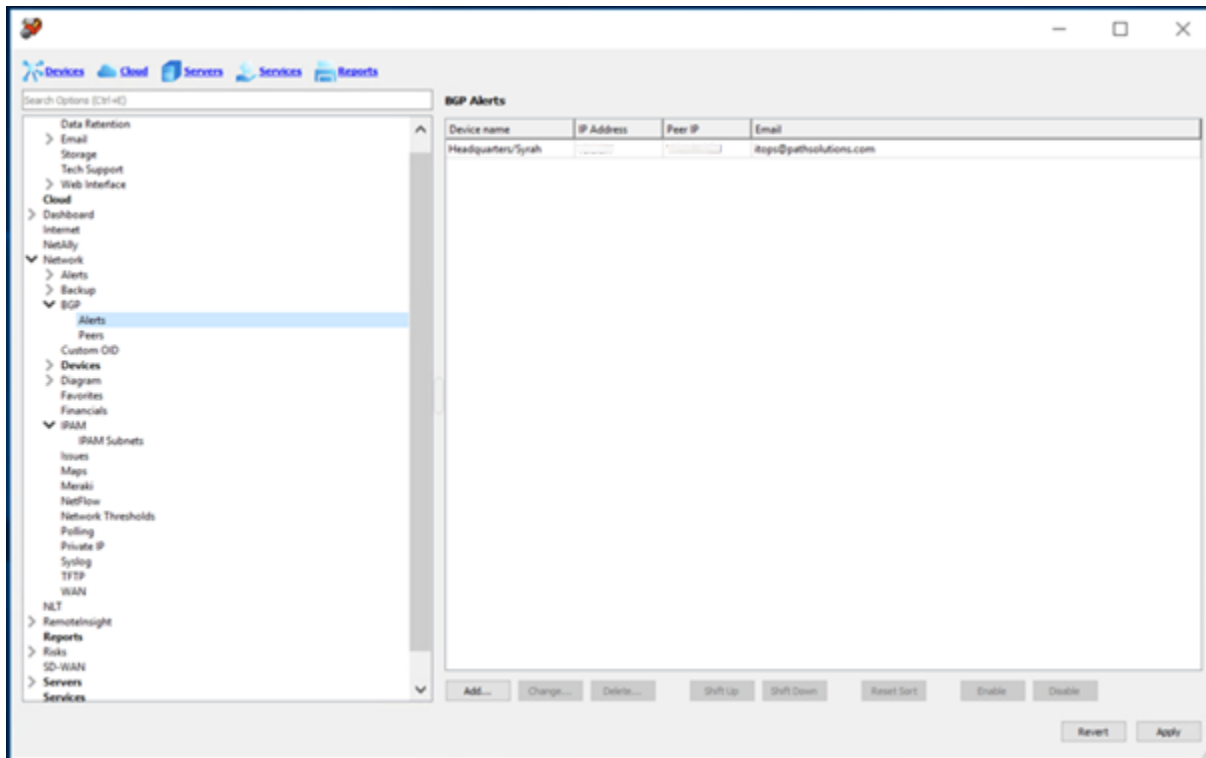 Devices Cloud Servers Services Reports
Search Options (Ctrl+E)
Data Retention
Email
Storage
Tech Support
Web Interface
Cloud
Dashboard
Internet
NetAlly
Network
Alerts
Backup
BGP
Alerts
Peers
Custom OID
Devices
Diagram
Favorites
Financials
IPAM
IPAM Subnets
Issues
Maps
Meraki
NetFlow
Network Thresholds
Polling
Private IP
Syslog
TFTP
WAN
NLT
RemoteInsight
Reports
Risks
SD-WAN
Servers
Services
BGP Alerts
Device name IP Address Peer IP Email
Headquarters/Syrah itops@pathsolutions.com
Add... Change... Delete... Shift Up Shift Down Reset Sort Enable Disable
Revert Apply